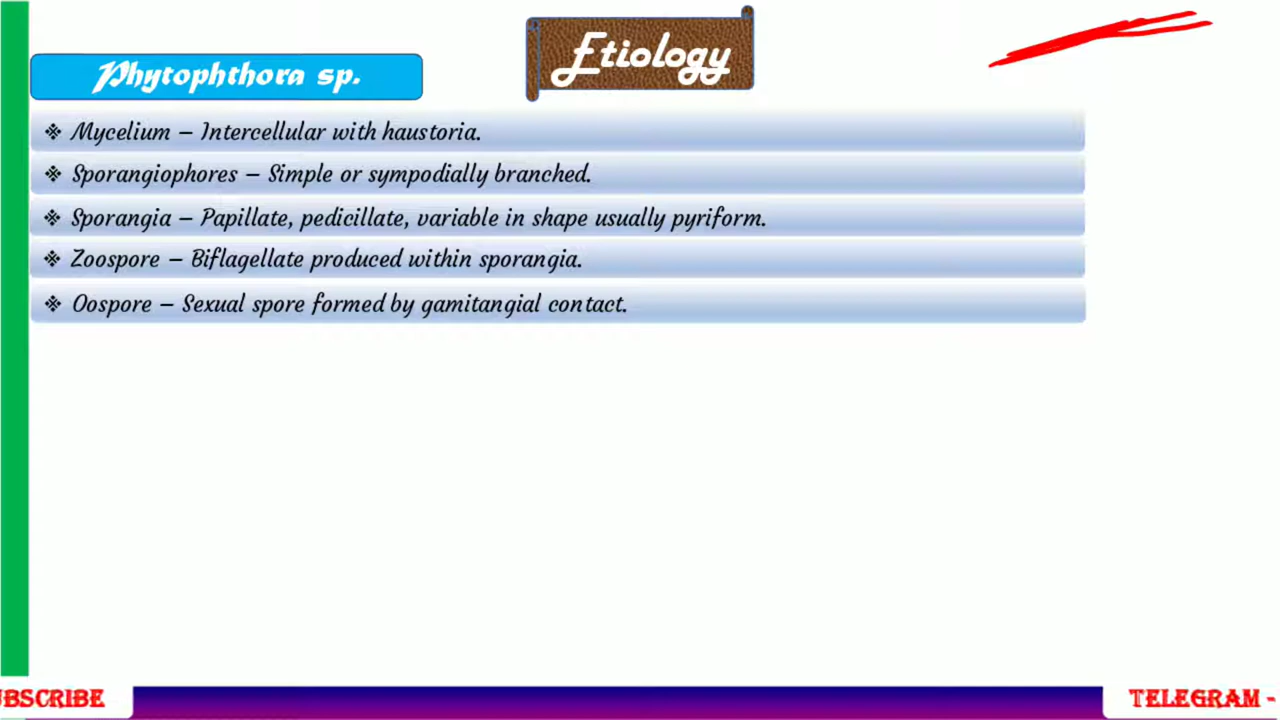 Etiology
Phytophthora sp.
❖ Mycelium – Intercellular with haustoria.
❖ Sporangiophores – Simple or sympodially branched.
❖ Sporangia – Papillate, pedicillate, variable in shape usually pyriform.
❖ Zoospore – Biflagellate produced within sporangia.
❖ Oospore – Sexual spore formed by gamitangial contact.
UBSCRIBE
TELEGRAM -